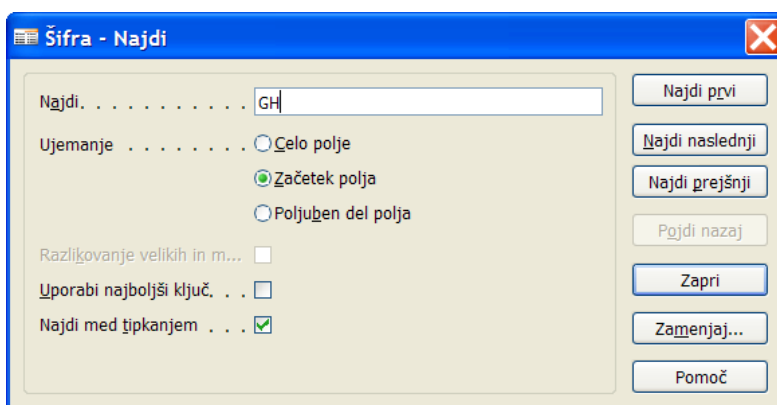 Šifra - Najdi
Najdi. . . . . . . . . . . GH
Ujemanje . . . . . . . . Celo polje
Začetek polja
Poljuben del polja
Razlikovanje velikih in m...
Uporabi najboljši ključ. . .
Najdi med tipkanjem . . .
Najdi prvi
Najdi naslednji
Najdi prejšnji
Pojdi nazaj
Zapri
Zamenjaj...
Pomoč